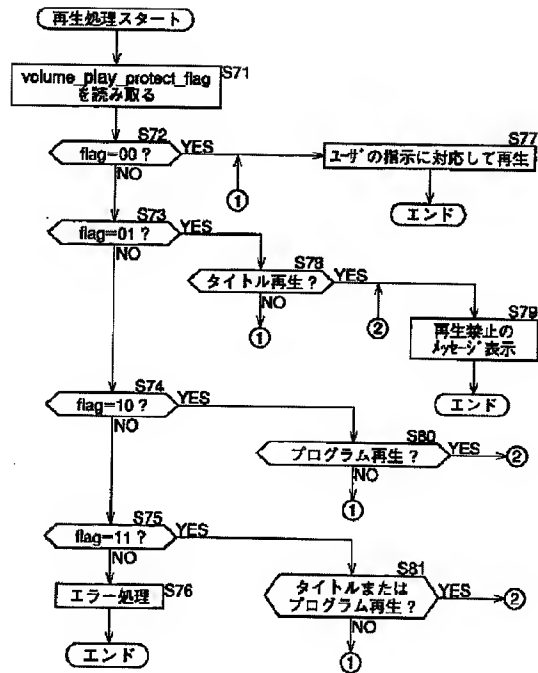 再生処理スタート
S71
volume_play_protect_flag
を読み取る
S72
flag=00 ?
YES
NO
①
S77
ユーザの指示に対応して再生
エンド
S73
flag=01 ?
YES
NO
S78
タイトル再生 ?
YES
NO
①
②
S79
再生禁止の
メッセージ表示
エンド
S74
flag=10 ?
YES
NO
S80
プログラム再生 ?
YES
②
NO
①
S75
flag=11 ?
YES
NO
S76
エラー処理
エンド
S81
タイトルまたは
プログラム再生 ?
YES
②
NO
①